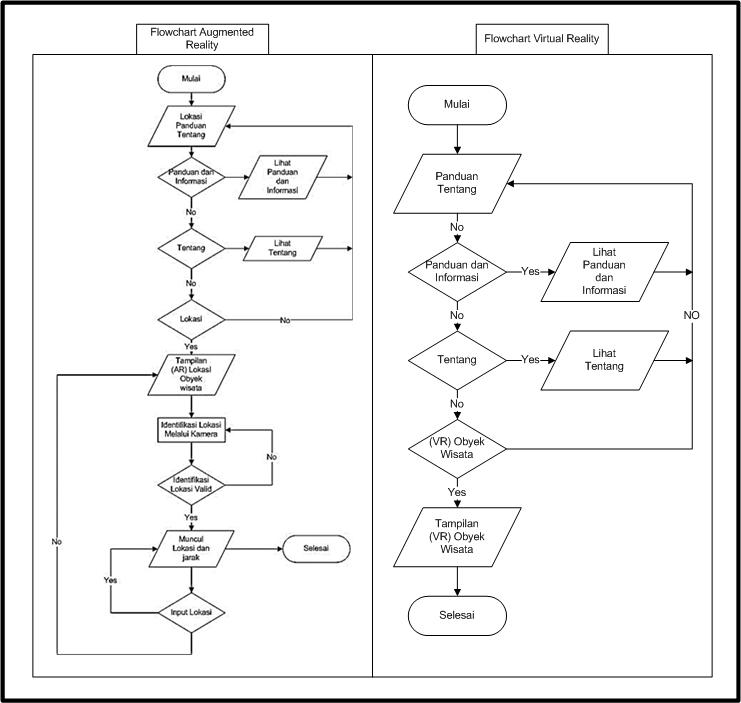 Flowchart Augmented
Reality
Mulai
Lokasi
Panduan
Tentang
Panduan dan
Informasi
Lihat
Panduan
dan
Informasi
No
Tentang
Lihat
Tentang
No
Lokasi
No
Yes
Tampilan
(AR) Lokasi
Obyek
wisata
Identifikasi Lokasi
Melalui Kamera
No
Identifikasi
Lokasi Valid
Yes
No
Muncul
Lokasi dan
jarak
Selesai
Yes
Input Lokasi
Flowchart Virtual Reality
Mulai
Panduan
Tentang
No
Panduan dan
Informasi
Yes
Lihat
Panduan
dan
Informasi
No
NO
Tentang
Yes
Lihat
Tentang
No
(VR) Obyek
Wisata
Yes
Tampilan
(VR) Obyek
Wisata
Selesai